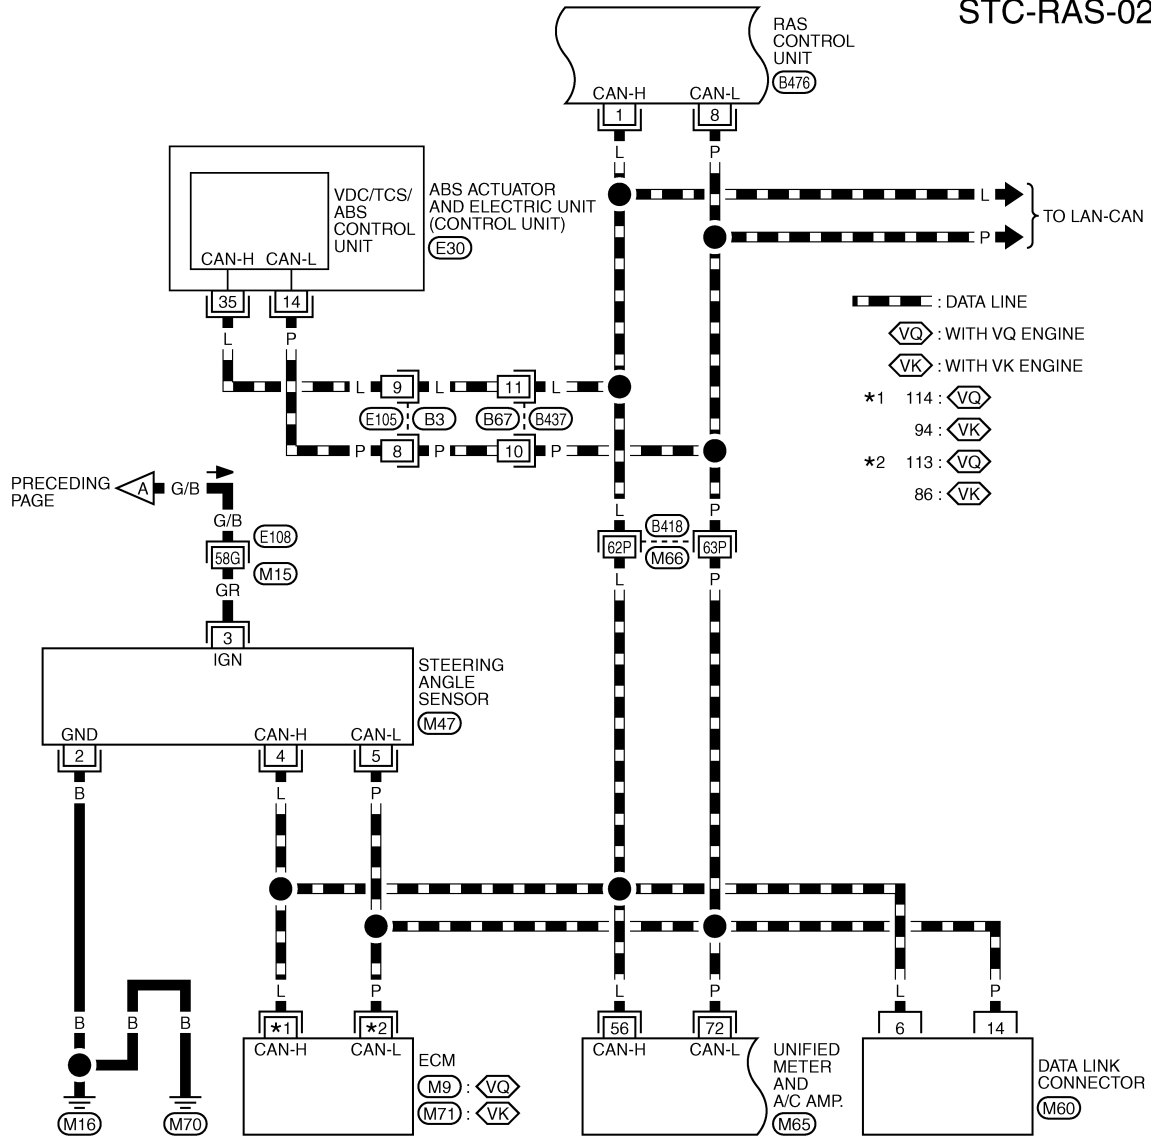 STC-RAS-02
RAS
CONTROL
UNIT
B476
CAN-H CAN-L
1 8
L P
VDC/TCS/
ABS
CONTROL
UNIT
CAN-H CAN-L
ABS ACTUATOR
AND ELECTRIC UNIT
(CONTROL UNIT)
E30
L
P
TO LAN-CAN
35 14
L P
: DATA LINE
VQ : WITH VQ ENGINE
VK : WITH VK ENGINE
*1 114 : VQ
94 : VK
*2 113 : VQ
86 : VK
L 9 L 11 L
E105 B3 B67 B437
P 8 P 10 P
PRECEDING
PAGE
A G/B
G/B
E108
58G
M15
GR
3
IGN
L P
B418
62P 63P
M66
L P
STEERING
ANGLE
SENSOR
M47
GND CAN-H CAN-L
2 4 5
B L P
L P L P L P
B B B
*1 *2 56 72 6 14
CAN-H CAN-L
ECM
M9 : VQ
M71 : VK
CAN-H CAN-L
UNIFIED
METER
AND
A/C AMP.
M65
DATA LINK
CONNECTOR
M60
M16 M70